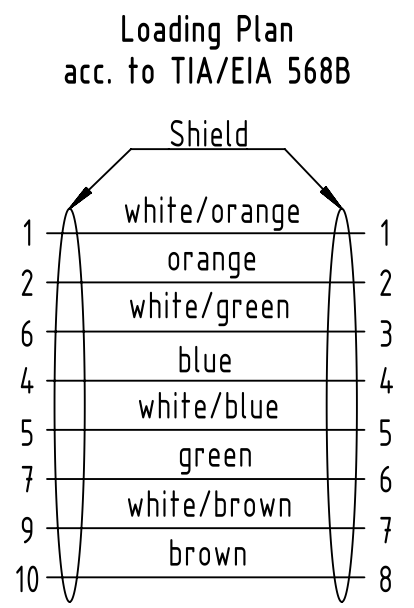 Loading Plan
acc. to TIA/EIA 568B
Shield
1 white/orange 1
2 orange 2
6 white/green 3
4 blue 4
5 white/blue 5
7 green 6
9 white/brown 7
10 brown 8